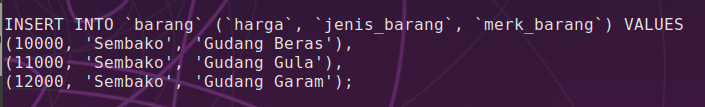 INSERT INTO `barang` (`harga`, `jenis_barang`, `merk_barang`) VALUES
(10000, 'Sembako', 'Gudang Beras'),
(11000, 'Sembako', 'Gudang Gula'),
(12000, 'Sembako', 'Gudang Garam');